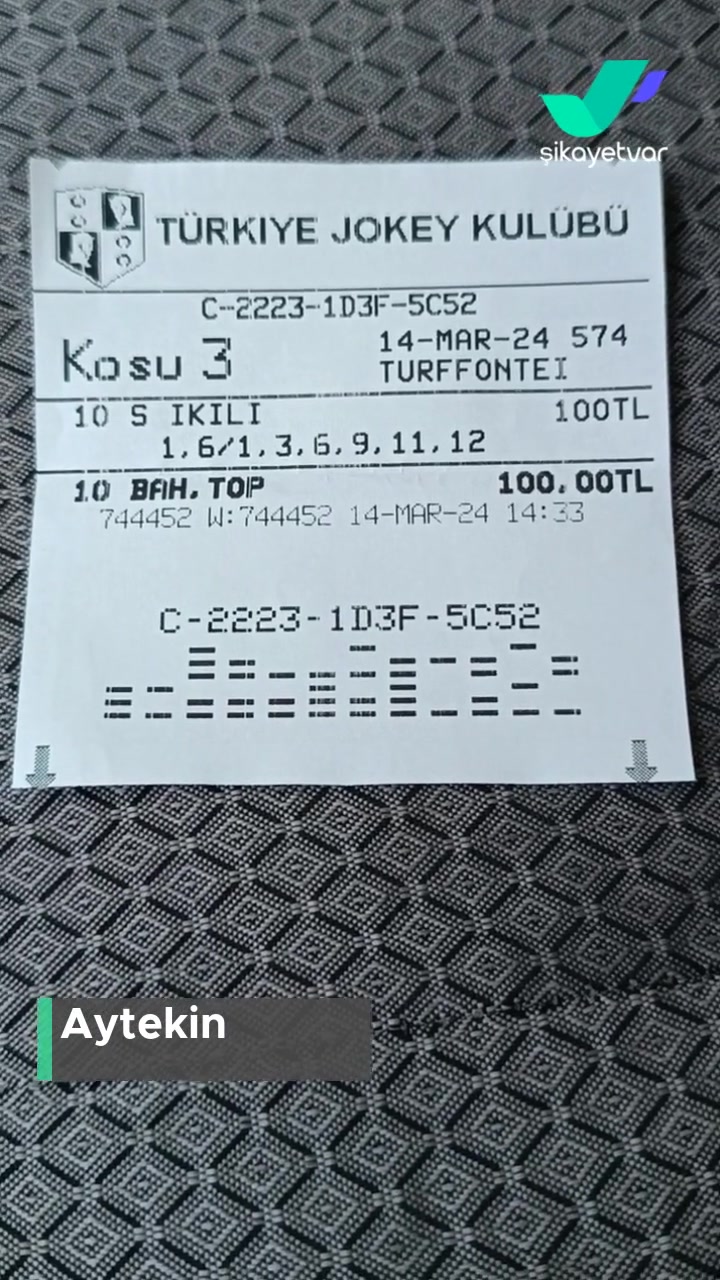 şikayetvar
TÜRKIYE JOKEY KULÜBÜ
C-2223-1D3F-5C52
Kosu 3
14-MAR-24 574
TURFFONTEI
10 S IKILI 100TL
1,6/1,3,6,9,11,12
10 BAH.TOP 100.00TL
744452 W:744452 14-MAR-24 14:33
C-2223-1D3F-5C52
Aytekin